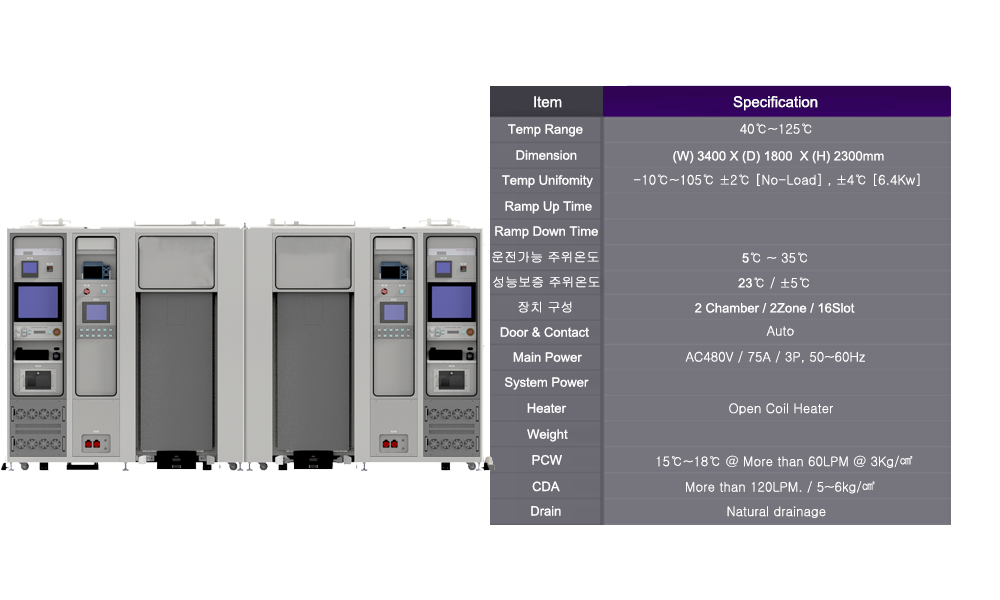 Item Specification
Temp Range 40℃~125℃
Dimension (W) 3400 X (D) 1800 X (H) 2300mm
Temp Unifomity -10℃~105℃ ±2℃ [No-Load] , ±4℃ [6.4Kw]
Ramp Up Time
Ramp Down Time
운전가능 주위온도 5℃ ~ 35℃
성능보증 주위온도 23℃ / ±5℃
장치 구성 2 Chamber / 2Zone / 16Slot
Door & Contact Auto
Main Power AC480V / 75A / 3P, 50~60Hz
System Power
Heater Open Coil Heater
Weight
PCW 15℃~18℃ @ More than 60LPM @ 3Kg/㎠
CDA More than 120LPM. / 5~6kg/㎠
Drain Natural drainage